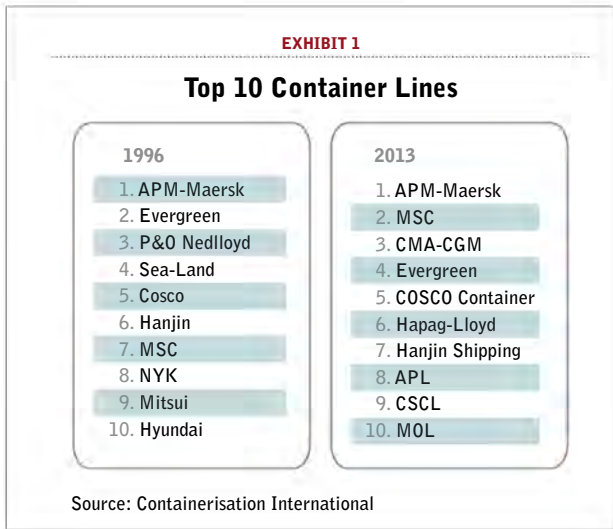 EXHIBIT 1
Top 10 Container Lines
1996
1. APM-Maersk
2. Evergreen
3. P&O Nedlloyd
4. Sea-Land
5. Cosco
6. Hanjin
7. MSC
8. NYK
9. Mitsui
10. Hyundai
2013
1. APM-Maersk
2. MSC
3. CMA-CGM
4. Evergreen
5. COSCO Container
6. Hapag-Lloyd
7. Hanjin Shipping
8. APL
9. CSCL
10. MOL
Source: Containerisation International